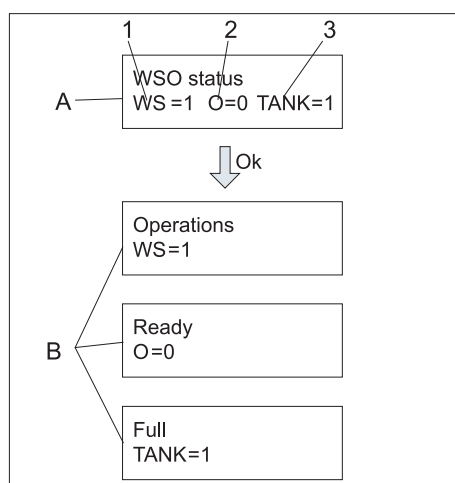 1 2 3
WSO status
A
WS =1 O=0 TANK=1
Ok
Operations
WS=1
B
Ready
O=0
Full
TANK=1